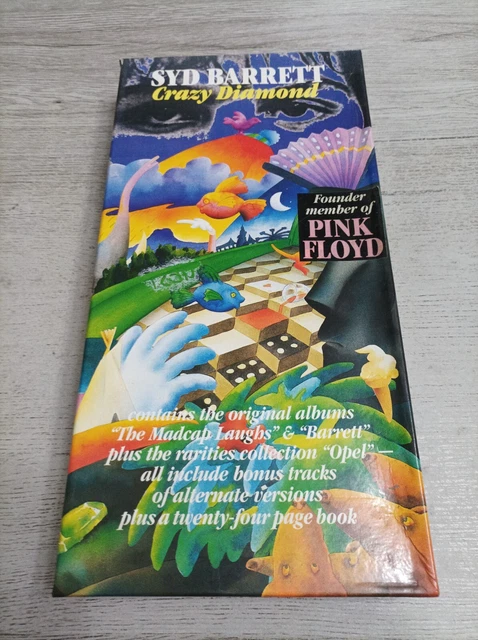 SYD BARRETT
Crazy Diamond
Founder
member of
PINK
FLOYD
contains the original albums
"The Madcap Laughs" & "Barrett"
plus the rarities collection "Opel" —
all include bonus tracks
of alternate versions
plus a twenty-four page book